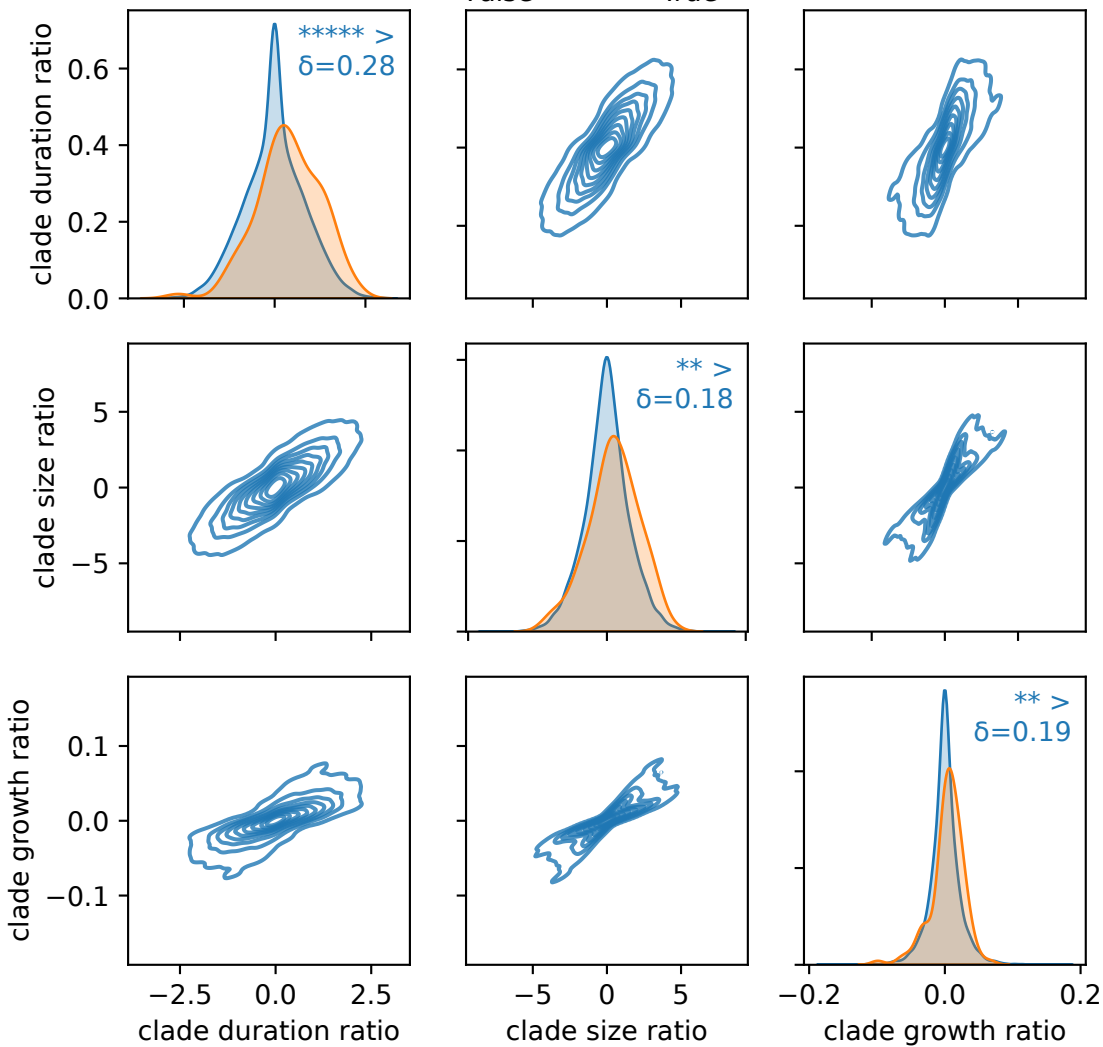 clade duration ratio
0.6
0.4
0.2
0.0
***** >
δ=0.28
clade size ratio
5
0
−5
** >
δ=0.18
clade growth ratio
0.1
0.0
−0.1
** >
δ=0.19
−2.5 0.0 2.5
−5 0 5
−0.2 0.0 0.2
clade duration ratio
clade size ratio
clade growth ratio